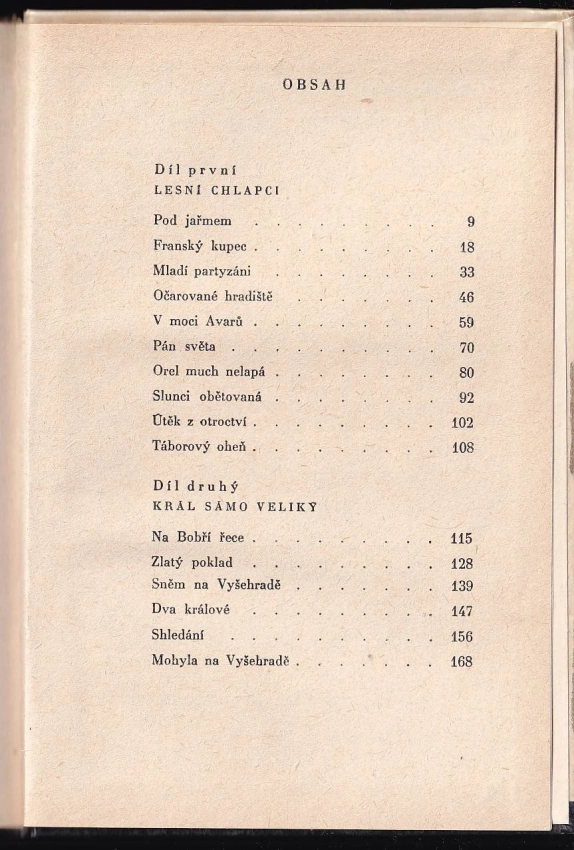 OBSAH
Díl první
LESNÍ CHLAPCI
Pod jařmem . . . . . . . . 9
Franský kupec . . . . . . . . 18
Mladí partyzáni . . . . . . . 33
Očarované hradiště . . . . . . 46
V moci Avarů . . . . . . . . 59
Pán světa . . . . . . . . . 70
Orel much nelapá . . . . . . . 80
Slunci obětovaná . . . . . . . 92
Útěk z otroctví . . . . . . . . 102
Táborový oheň . . . . . . . . 108
Díl druhý
KRÁL SÁMO VELIKÝ
Na Bobří řece . . . . . . . . 115
Zlatý poklad . . . . . . . . 128
Sněm na Vyšehradě . . . . . . 139
Dva králové . . . . . . . . 147
Shledání . . . . . . . . . 156
Mohyla na Vyšehradě . . . . . . 168